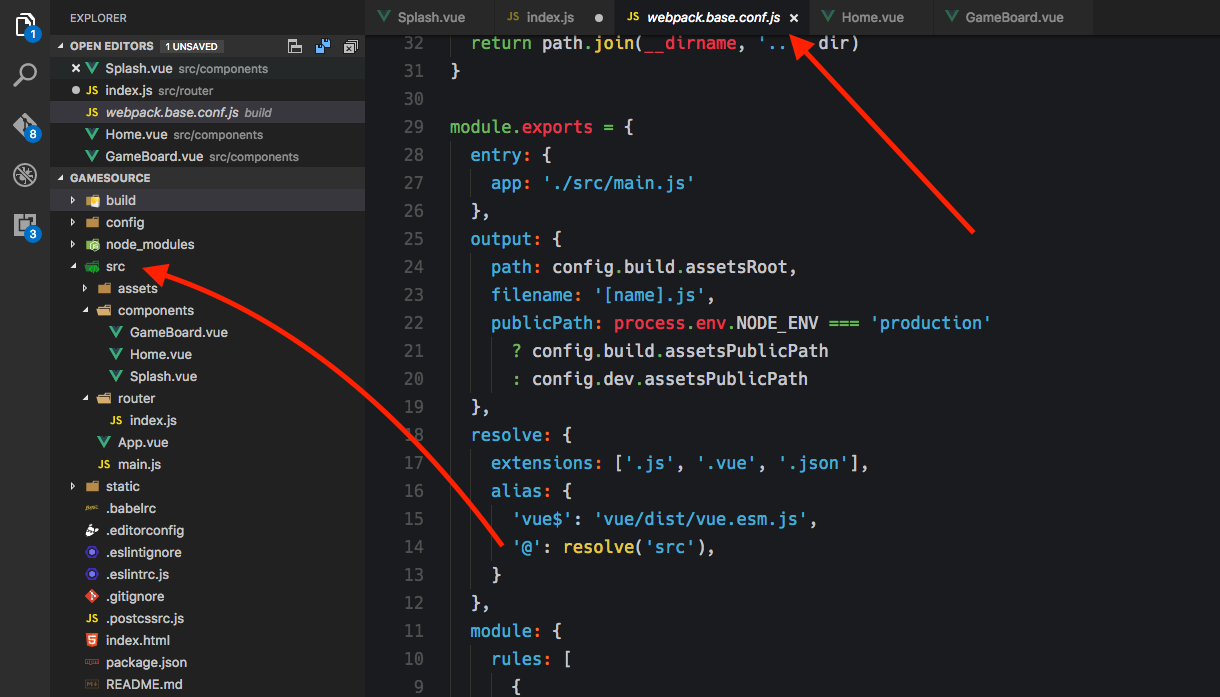 EXPLORER
OPEN EDITORS 1 UNSAVED
Splash.vue src/components
index.js src/router
webpack.base.conf.js build
Home.vue src/components
GameBoard.vue src/components
GAMESOURCE
build
config
node_modules
src
assets
components
GameBoard.vue
Home.vue
Splash.vue
router
JS index.js
App.vue
JS main.js
static
.babelrc
.editorconfig
.eslintignore
.eslintrc.js
.gitignore
JS .postcssrc.js
index.html
package.json
README.md
1
8
3
Splash.vue
JS index.js
JS webpack.base.conf.js
Home.vue
GameBoard.vue
32 return path.join(__dirname, '.. dir)
31 }
30
29 module.exports = {
28 entry: {
27 app: './src/main.js'
26 },
25 output: {
24 path: config.build.assetsRoot,
23 filename: '[name].js',
22 publicPath: process.env.NODE_ENV === 'production'
21 ? config.build.assetsPublicPath
20 : config.dev.assetsPublicPath
19 },
18 resolve: {
17 extensions: ['.js', '.vue', '.json'],
16 alias: {
15 'vue$': 'vue/dist/vue.esm.js',
14 '@': resolve('src'),
13 }
12 },
11 module: {
10 rules: [
9 {